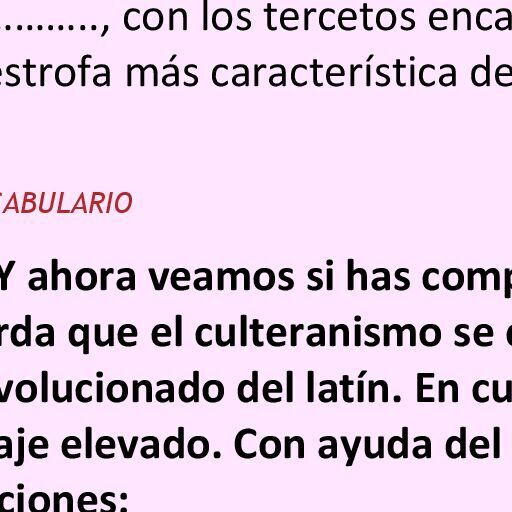 ..........., con los tercetos enca
estrofa más característica de
CABULARIO
Y ahora veamos si has comp
rda que el culteranismo se
volucionado del latín. En cu
aje elevado. Con ayuda del
ciones: